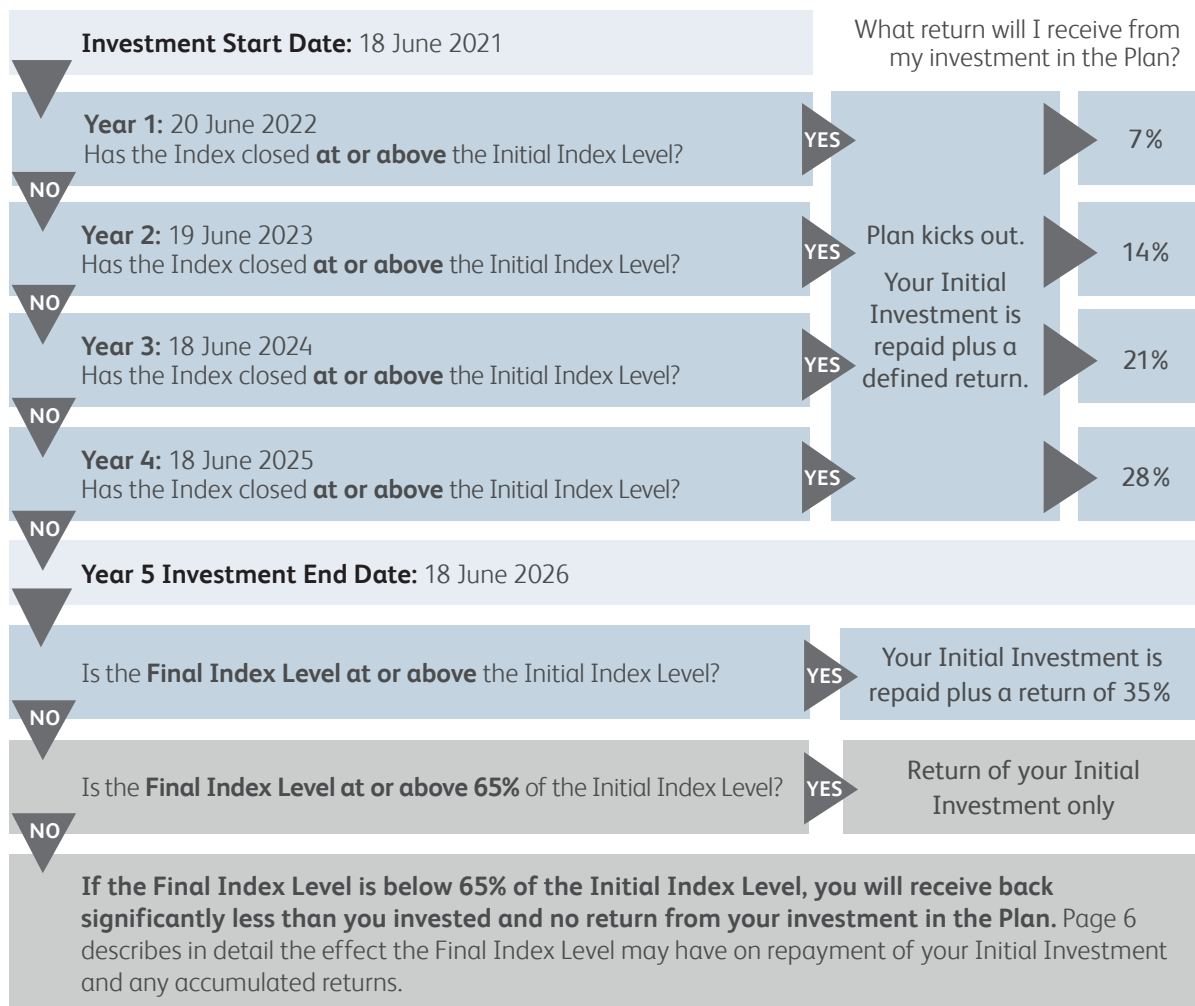 Investment Start Date: 18 June 2021
What return will I receive from
my investment in the Plan?
Year 1: 20 June 2022
Has the Index closed at or above the Initial Index Level?
YES
7%
NO
Year 2: 19 June 2023
Has the Index closed at or above the Initial Index Level?
YES
Plan kicks out.
Your Initial
Investment is
repaid plus a
defined return.
14%
NO
Year 3: 18 June 2024
Has the Index closed at or above the Initial Index Level?
YES
21%
NO
Year 4: 18 June 2025
Has the Index closed at or above the Initial Index Level?
YES
28%
NO
Year 5 Investment End Date: 18 June 2026
Is the Final Index Level at or above the Initial Index Level?
YES
Your Initial Investment is
repaid plus a return of 35%
NO
Is the Final Index Level at or above 65% of the Initial Index Level?
YES
Return of your Initial
Investment only
NO
If the Final Index Level is below 65% of the Initial Index Level, you will receive back
significantly less than you invested and no return from your investment in the Plan. Page 6
describes in detail the effect the Final Index Level may have on repayment of your Initial Investment
and any accumulated returns.